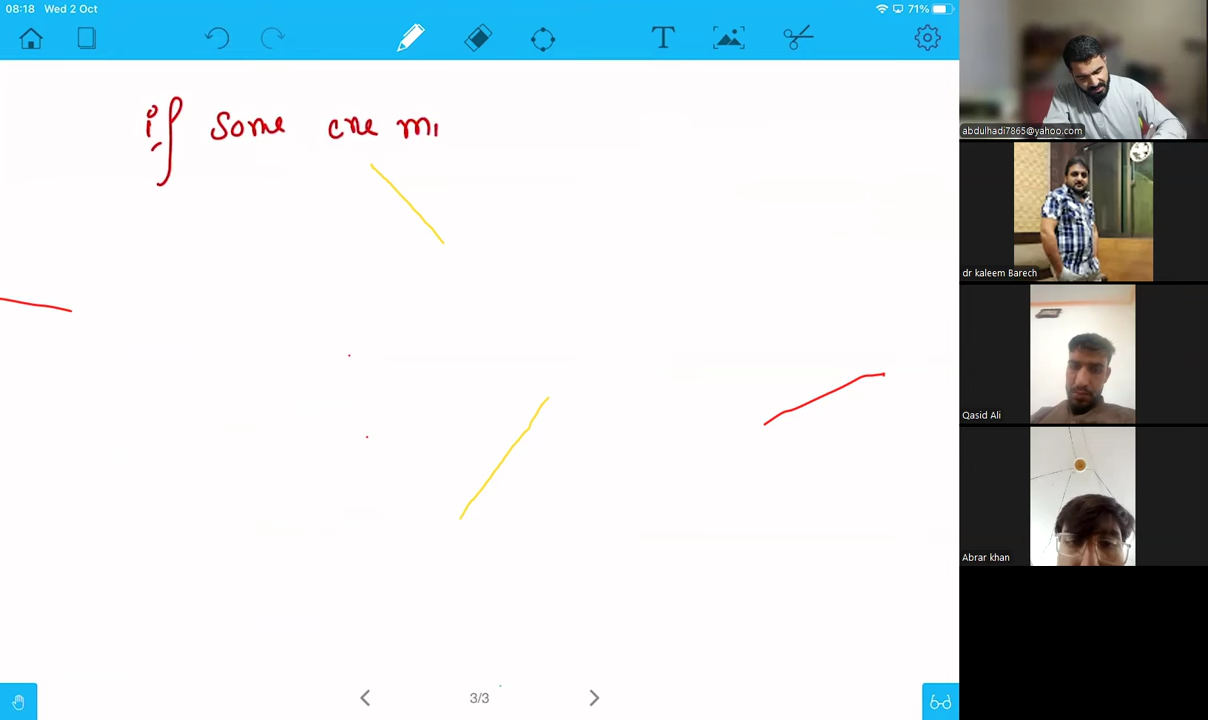 08:18 Wed 2 Oct 71%
T
if some one mi
3/3
abdulhadi7865@yahoo.com
dr kaleem Barech
Qasid Ali
Abrar khan